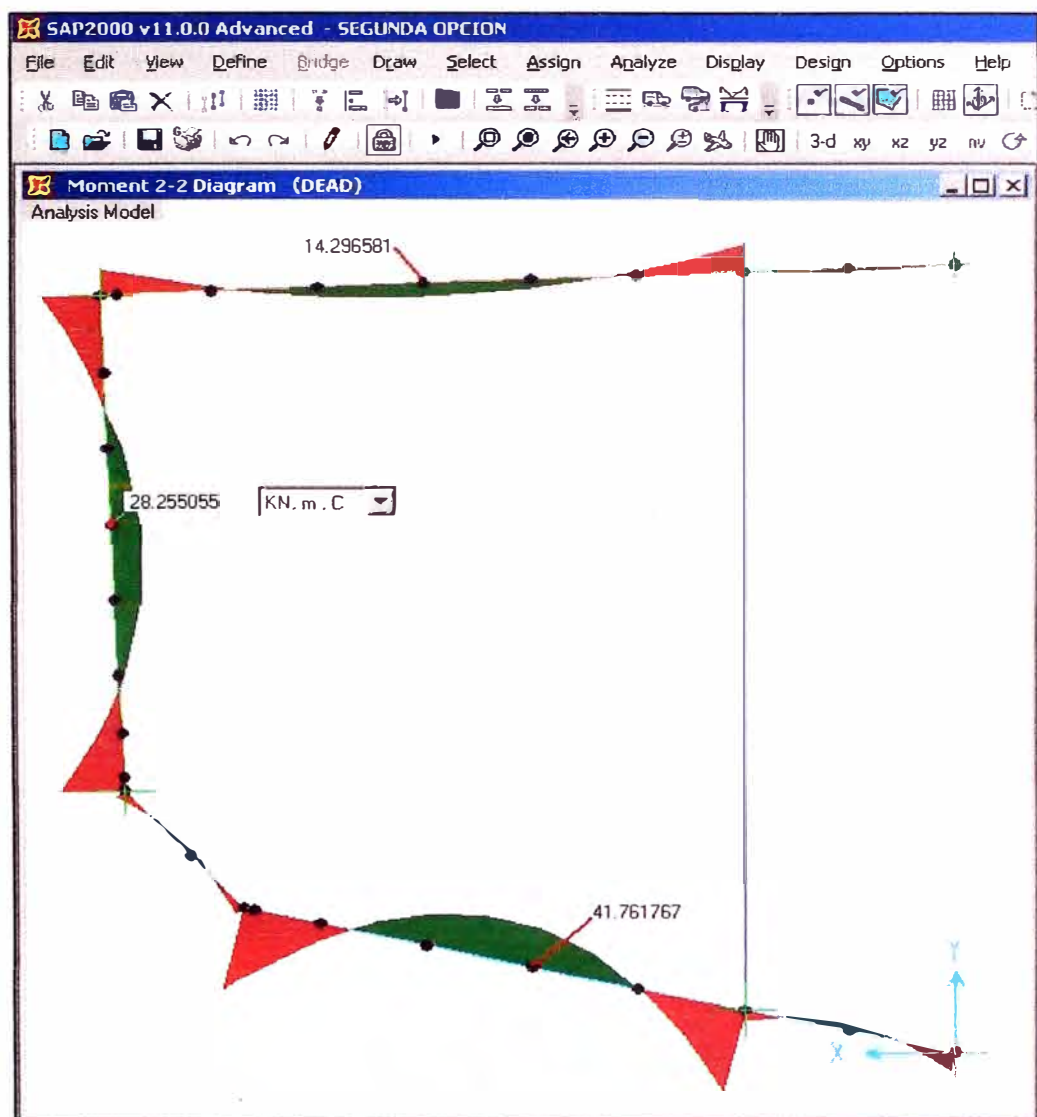 SAP2000 v11.0.0 Advanced - SEGUNDA OPCION
File Edit View Define Bridge Draw Select Assign Analyze Display Design Options Help
3-d xy xz yz nv
Moment 2-2 Diagram (DEAD)
Analysis Model
14.296581
28.255055 KN, m, C
41.761767
Y
X